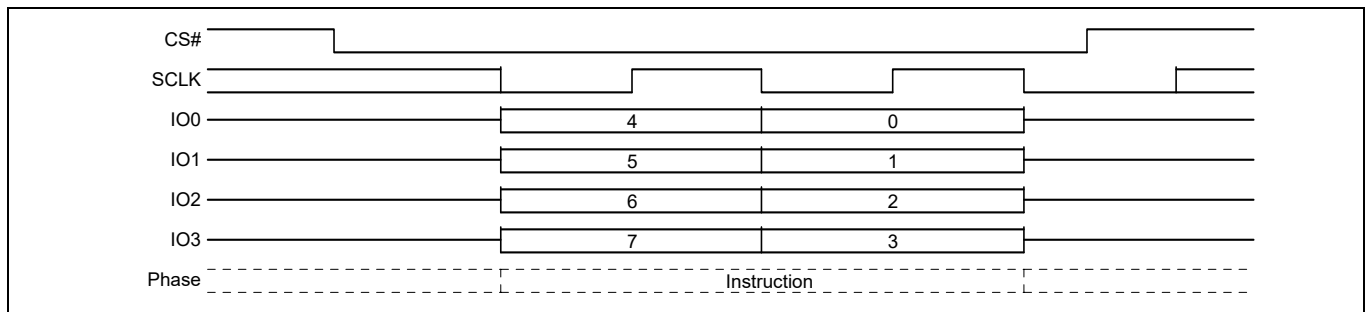 CS#
SCLK
IO0 4 0
IO1 5 1
IO2 6 2
IO3 7 3
Phase Instruction